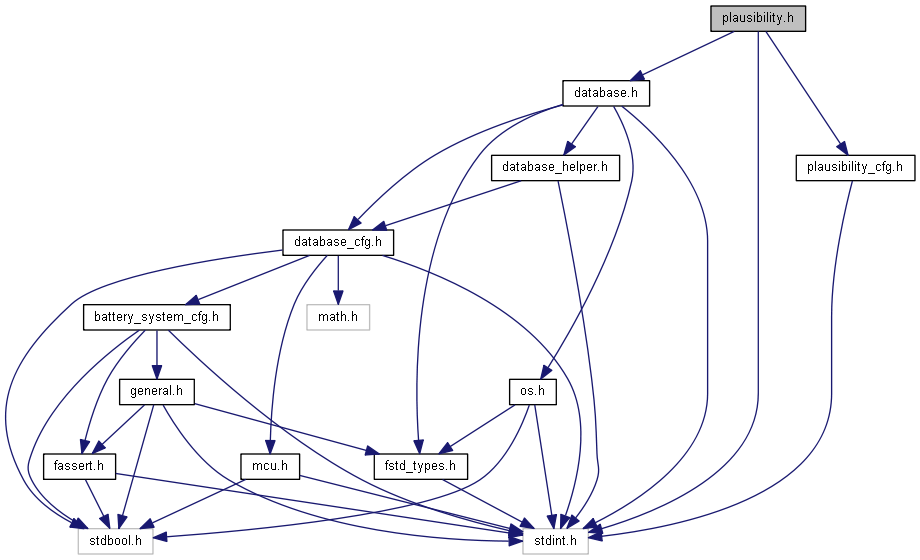 plausibility.h
database.h
database_helper.h
plausibility_cfg.h
database_cfg.h
battery_system_cfg.h
math.h
general.h
os.h
fassert.h
mcu.h
fstd_types.h
stdbool.h
stdint.h